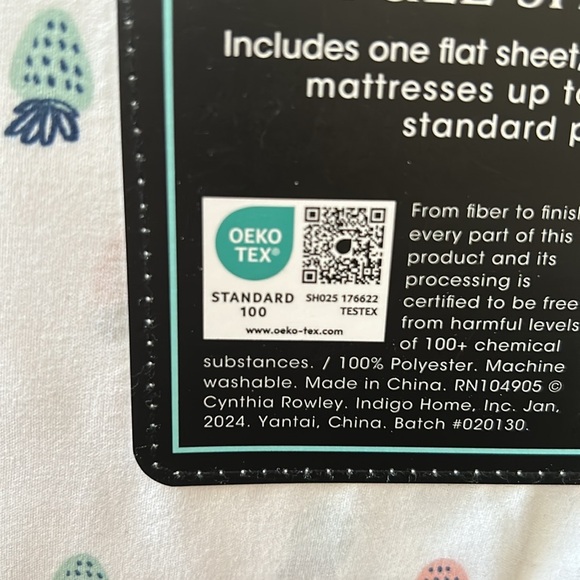 Includes one flat sheet,
mattresses up to
standard
OEKO
TEX®
STANDARD
100
SH025 176622
TESTEX
www.oeko-tex.com
From fiber to finish
every part of this
product and its
processing is
certified to be free
from harmful levels
of 100+ chemical
substances. / 100% Polyester. Machine
washable. Made in China. RN104905 ©
Cynthia Rowley. Indigo Home, Inc. Jan,
2024. Yantai, China. Batch #020130.